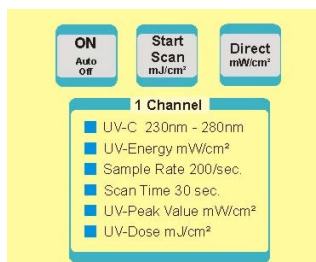 ON
Auto
Off
Start
Scan
mJ/cm²
Direct
mW/cm²
1 Channel
UV-C 230nm - 280nm
UV-Energy mW/cm²
Sample Rate 200/sec.
Scan Time 30 sec.
UV-Peak Value mW/cm²
UV-Dose mJ/cm²